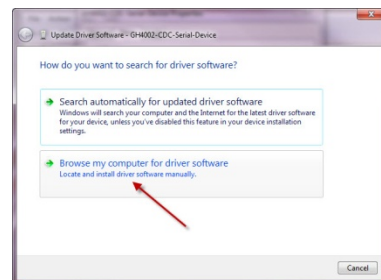 Update Driver Software - GH4002-CDC-Serial-Device
How do you want to search for driver software?
Search automatically for updated driver software
Windows will search your computer and the Internet for the latest driver software
for your device, unless you've disabled this feature in your device installation
settings.
Browse my computer for driver software
Locate and install driver software manually.
Cancel